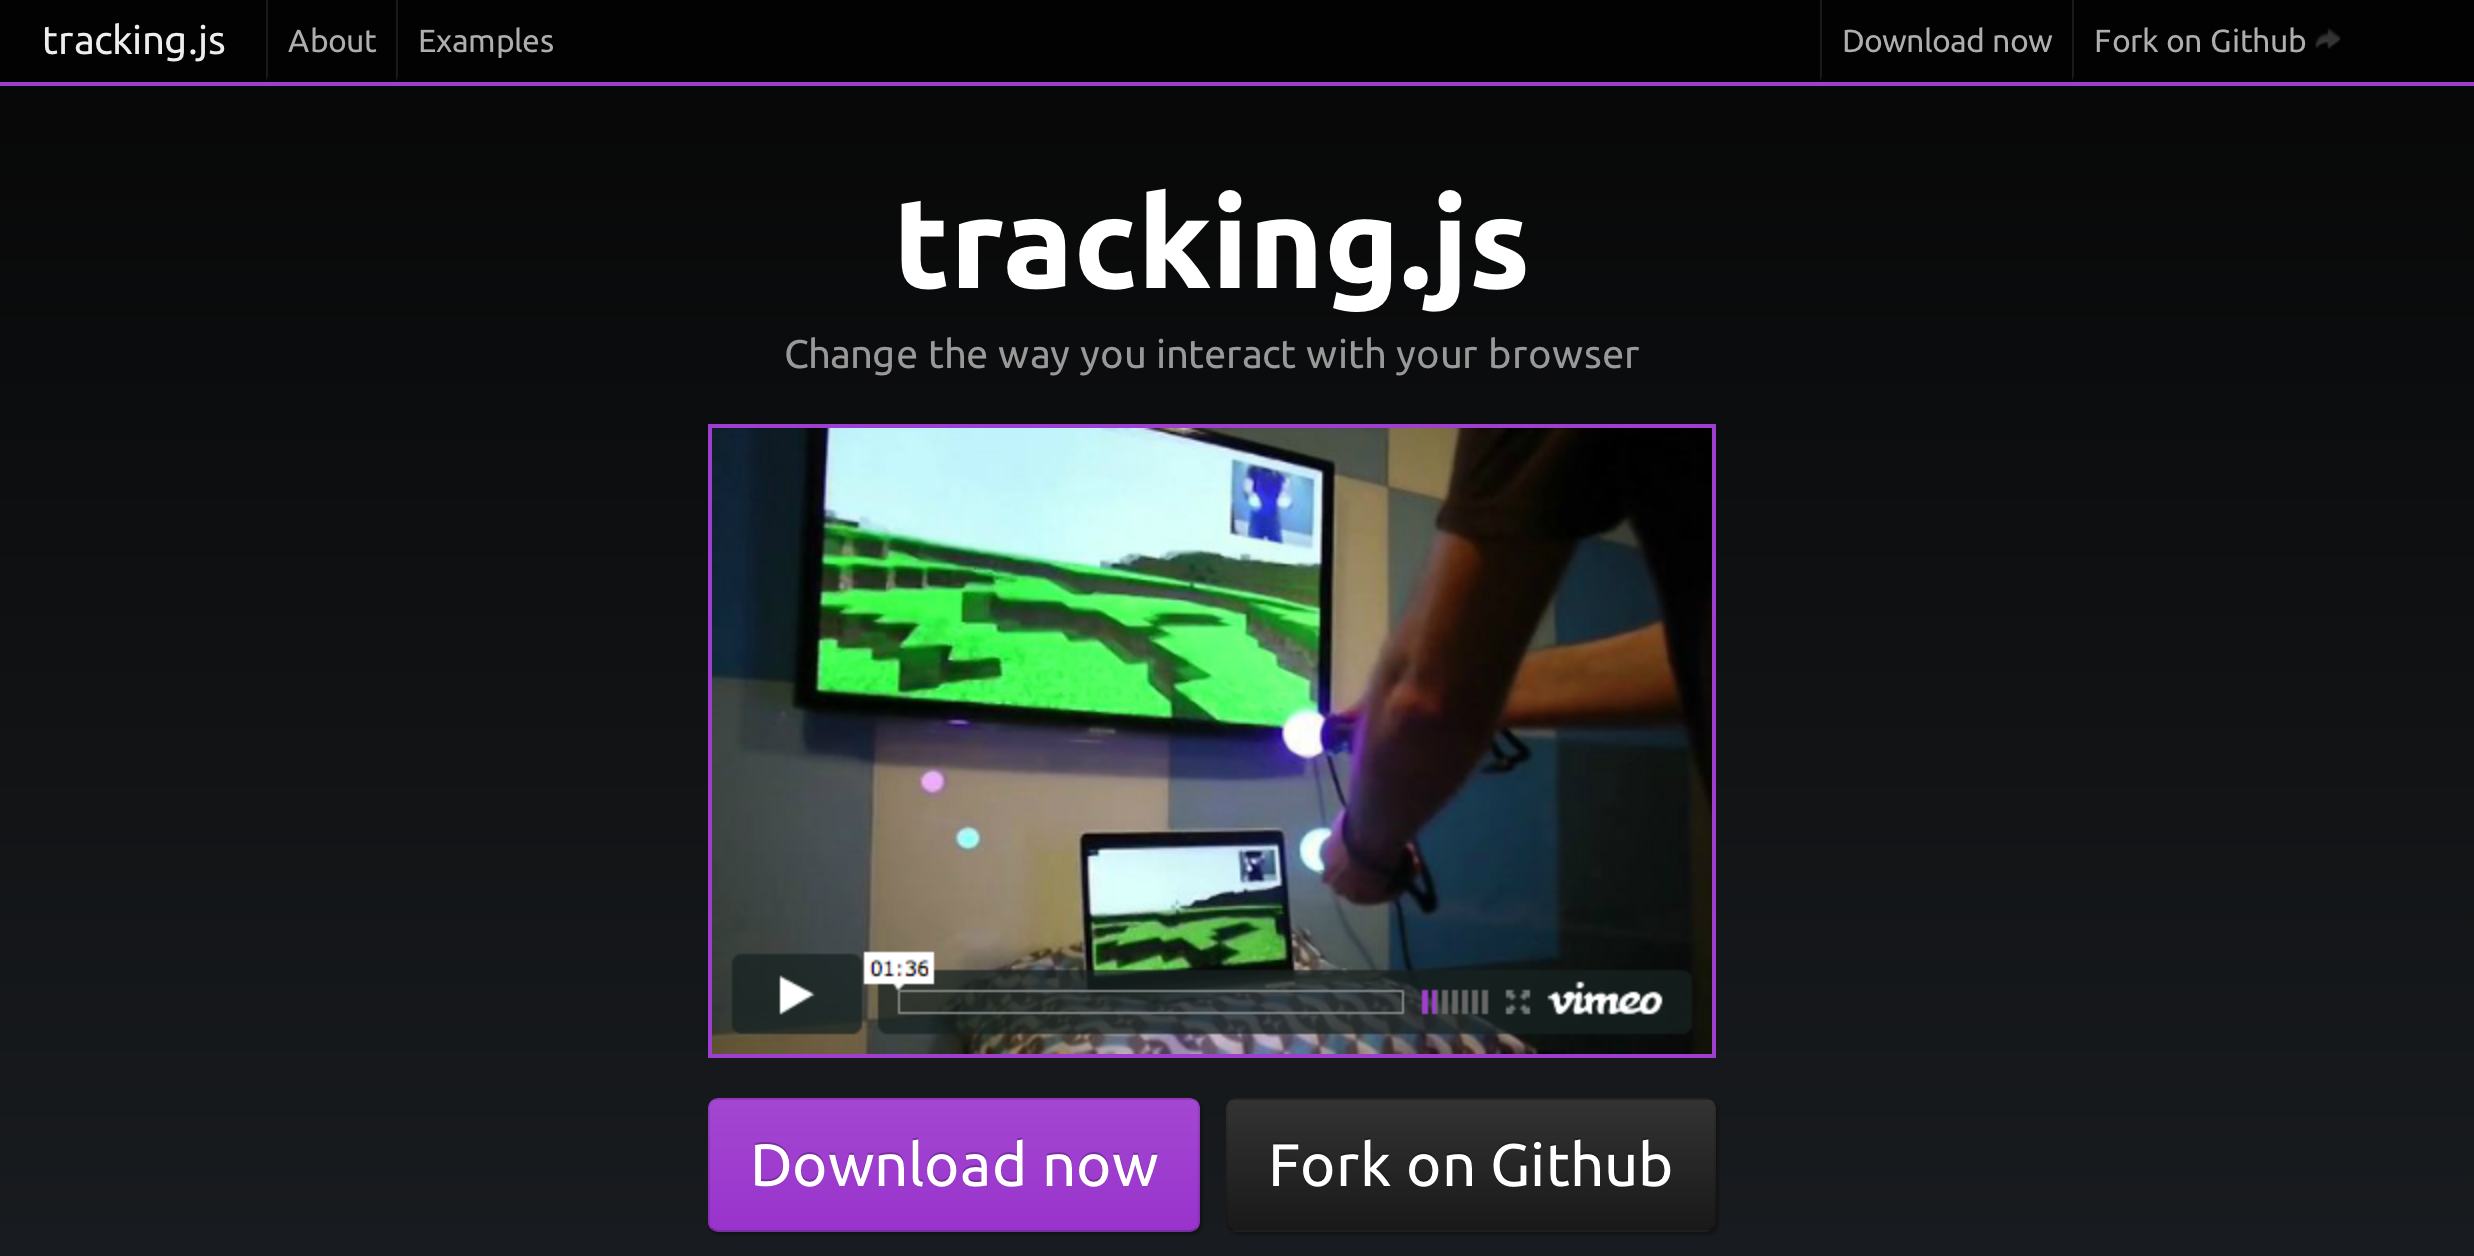 tracking.js
About
Examples
Download now
Fork on Github
tracking.js
Change the way you interact with your browser
01:36
vimeo
Download now
Fork on Github